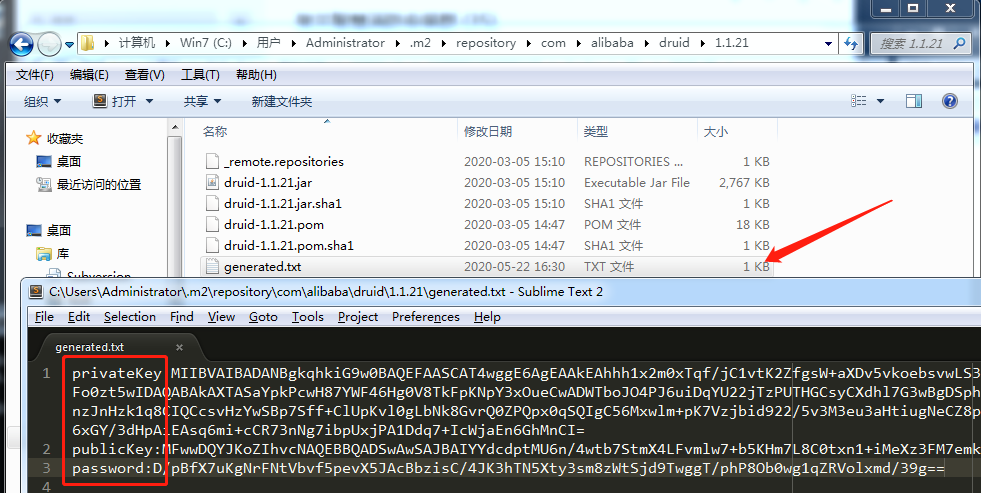 计算机 Win7 (C:) 用户 Administrator .m2 repository com alibaba druid 1.1.21 搜索 1.1.21
文件(F) 编辑(E) 查看(V) 工具(T) 帮助(H)
组织 打开 共享 新建文件夹
收藏夹
桌面
最近访问的位置
桌面
库
Subversion
名称 修改日期 类型 大小
_remote.repositories 2020-03-05 15:10 REPOSITORIES ... 1 KB
druid-1.1.21.jar 2020-03-05 15:10 Executable Jar File 2,767 KB
druid-1.1.21.jar.sha1 2020-03-05 15:10 SHA1 文件 1 KB
druid-1.1.21.pom 2020-03-05 14:47 POM 文件 18 KB
druid-1.1.21.pom.sha1 2020-03-05 14:47 SHA1 文件 1 KB
generated.txt 2020-05-22 16:30 TXT 文件 1 KB
C:\Users\Administrator\.m2\repository\com\alibaba\druid\1.1.21\generated.txt - Sublime Text 2
File Edit Selection Find View Goto Tools Project Preferences Help
generated.txt ×
1 privateKey:MIIBVAIBADANBgkqhkiG9w0BAQEFAASCAT4wggE6AgEAAkEAhhh1x2m0xTqf/jC1vtK2ZfgsW+aXDv5vkoebsvwLS3
Fo0zt5wIDAQABAkAXTASaYpkPcwH87YWF46Hg0V8TkFpKNpY3xOueCwADWTboJO4PJ6uiDqYU22jTzPUTHGCsyCXdhl7G3wBgDSph
nzJnHzk1q8CIQCcsvHzYwSBp7Sff+ClUpKvl0gLbNk8GvrQ0ZPQpx0qSQIgC56Mxwlm+pK7Vzjbid922/5v3M3eu3aHtiugNeCZ8p
6xGY/3dHpAiEAsq6mi+cCR73nNg7ibpUxjPA1Ddq7+IcWjaEn6GhMnCI=
2 publicKey:MFwwDQYJKoZIhvcNAQEBBQADSwAwSAJBAIYYdcdptMU6n/4wtb7StmX4LFvmlw7+b5KHm7L8C0txn1+iMeXz3FM7emk
3 password:D/pBfX7uKgNrFNtVbvf5pevX5JAcBbzisC/4JK3hTN5Xty3sm8zWtSjd9TwggT/phP8Ob0wg1qZRVolxmd/39g==
4